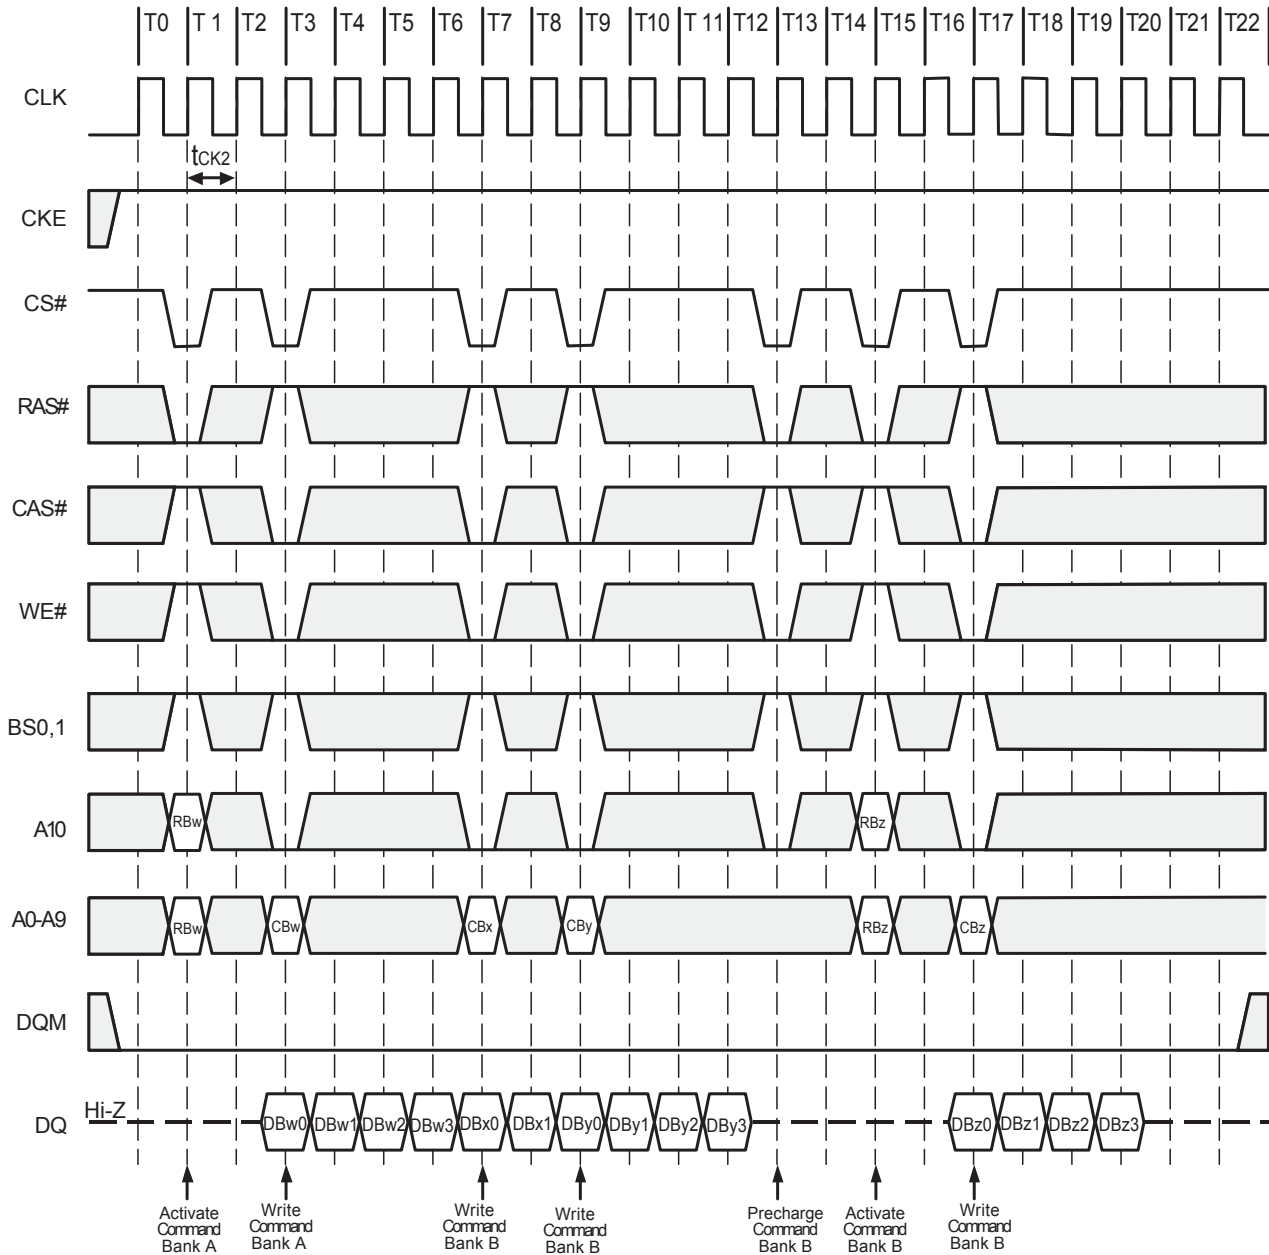 T0 T 1 T2 T3 T4 T5 T6 T7 T8 T9 T10 T 11 T12 T13 T14 T15 T16 T17 T18 T19 T20 T21 T22
CLK
tCK2
CKE
CS#
RAS#
CAS#
WE#
BS0,1
A10 RBw RBz
A0-A9 RBw CBw CBx CBy RBz CBz
DQM
DQ Hi-Z DBw0 DBw1 DBw2 DBw3 DBx0 DBx1 DBy0 DBy1 DBy2 DBy3 DBz0 DBz1 DBz2 DBz3
Activate
Command
Bank A
Write
Command
Bank A
Write
Command
Bank B
Write
Command
Bank B
Precharge
Command
Bank B
Activate
Command
Bank B
Write
Command
Bank B